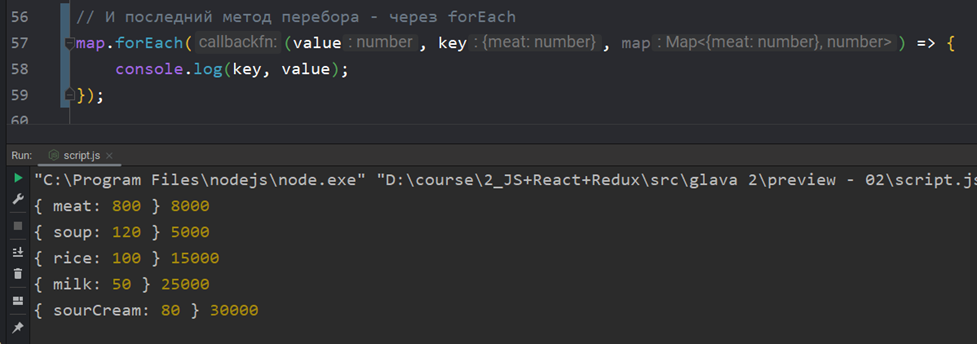 56 // И последний метод перебора - через forEach
57 map.forEach( callbackfn: (value : number , key : {meat: number} , map : Map<{meat: number}, number> ) => {
58 console.log(key, value);
59 });
60
Run: script.js ×
"C:\Program Files\nodejs\node.exe" "D:\course\2_JS+React+Redux\src\glava 2\preview - 02\script.js
{ meat: 800 } 8000
{ soup: 120 } 5000
{ rice: 100 } 15000
{ milk: 50 } 25000
{ sourCream: 80 } 30000